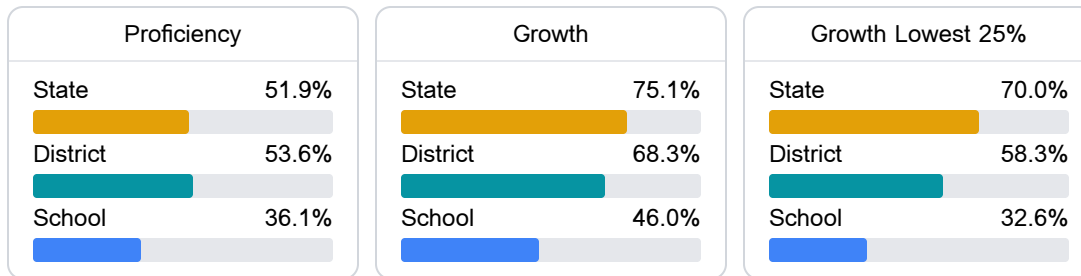 Proficiency
State 51.9%
District 53.6%
School 36.1%
Growth
State 75.1%
District 68.3%
School 46.0%
Growth Lowest 25%
State 70.0%
District 58.3%
School 32.6%